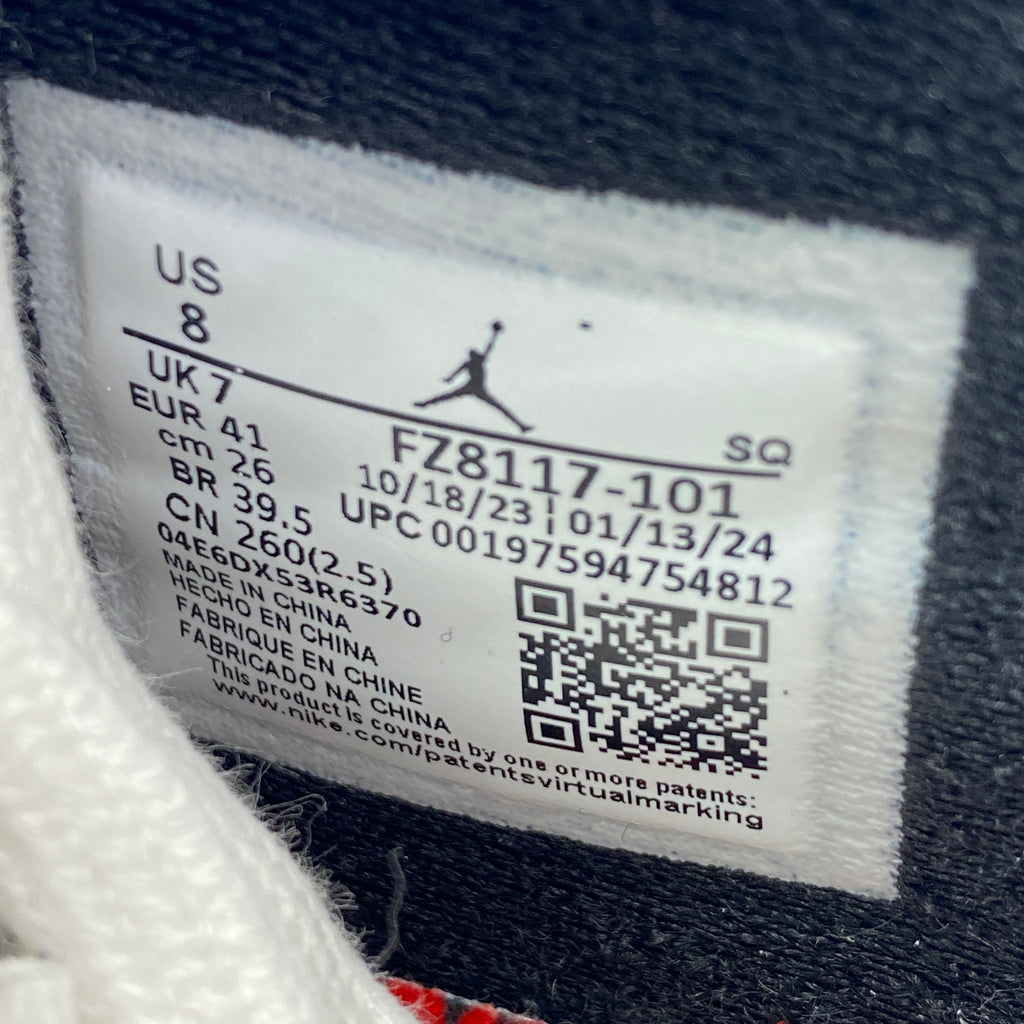 US
8
SQ
UK 7
EUR 41
cm 26
BR 39.5
CN 260(2.5)
04E6DX53R6370
FZ8117-101
10/18/23 ¦ 01/13/24
UPC 00197594754812
MADE IN CHINA
HECHO EN CHINA
FABRIQUE EN CHINE
FABRICADO NA CHINA
This product is covered by one or more patents:
www.nike.com/patentsvirtualmarking